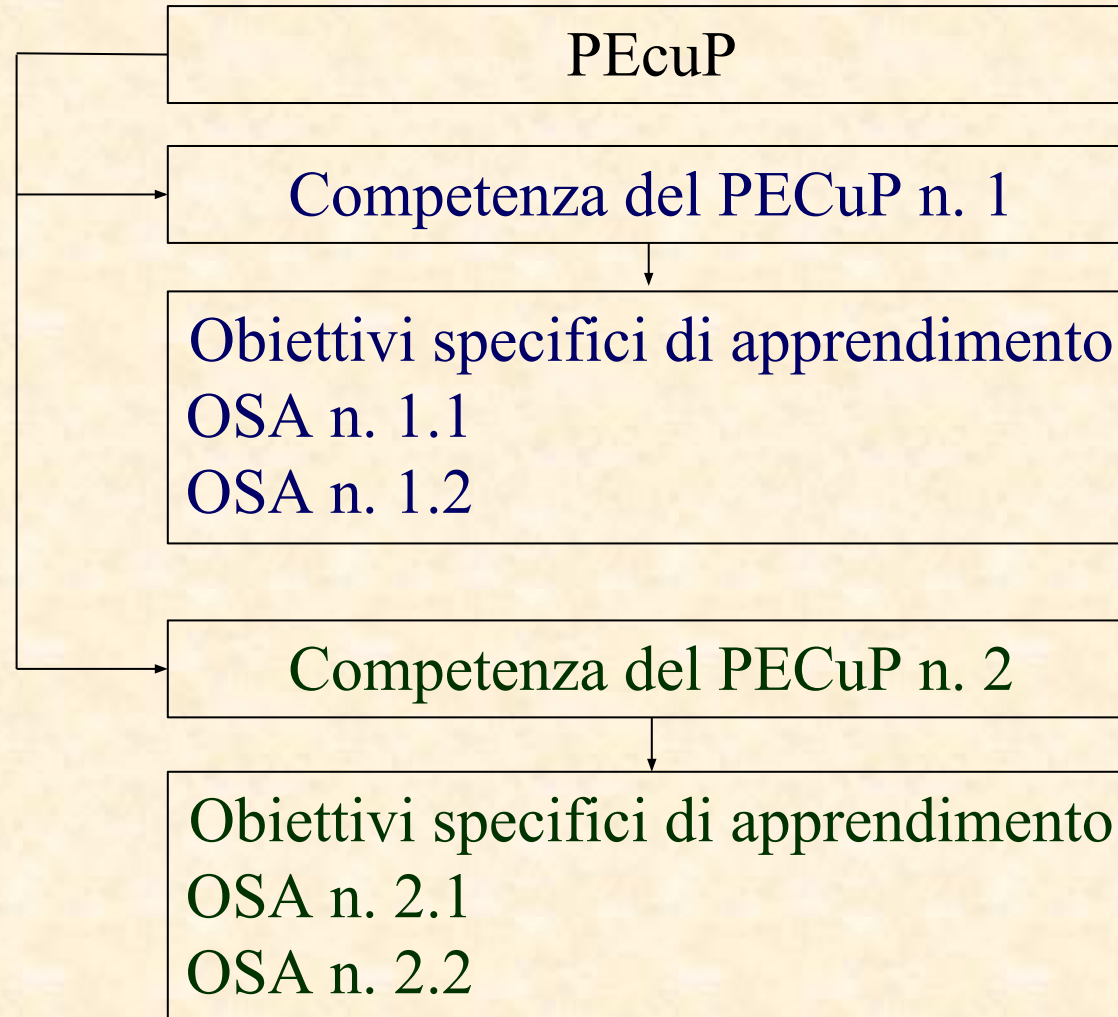 PEcuP
Competenza del PECuP n. 1
Obiettivi specifici di apprendimento
OSA n. 1.1
OSA n. 1.2
Competenza del PECuP n. 2
Obiettivi specifici di apprendimento
OSA n. 2.1
OSA n. 2.2